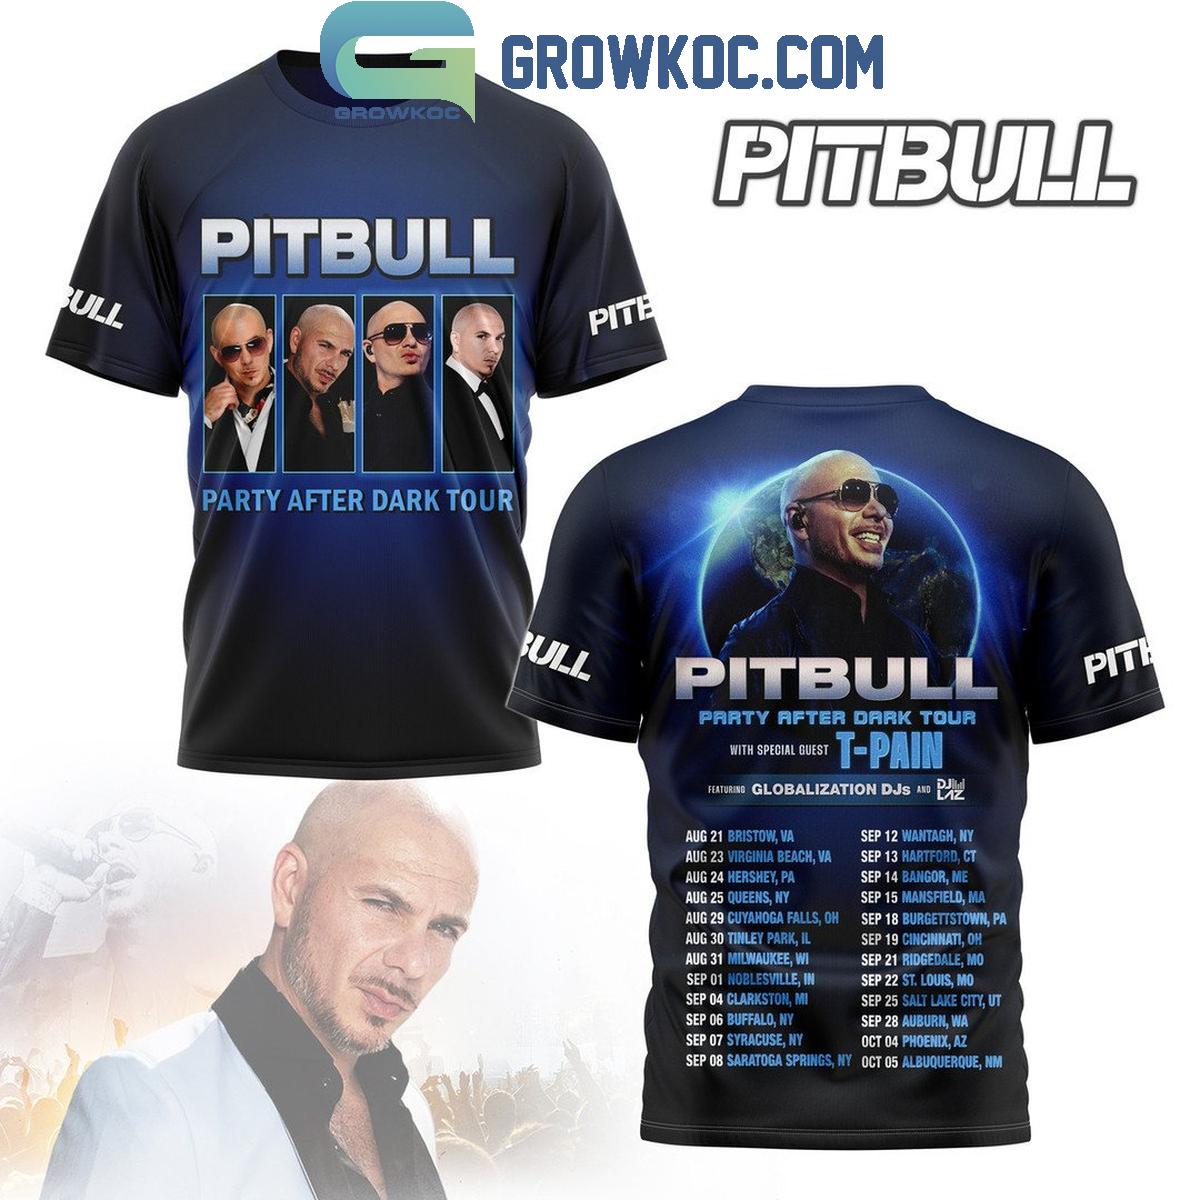 GROWKOC.COM
GROWKOC
PITBULL
PITBULL
BULL
PITB
PARTY AFTER DARK TOUR
BULL
PITB
PITBULL
PARTY AFTER DARK TOUR
WITH SPECIAL GUEST T-PAIN
FEATURING GLOBALIZATION DJs AND DJ LAZ
AUG 21 BRISTOW, VA
AUG 23 VIRGINIA BEACH, VA
AUG 24 HERSHEY, PA
AUG 25 QUEENS, NY
AUG 29 CUYAHOGA FALLS, OH
AUG 30 TINLEY PARK, IL
AUG 31 MILWAUKEE, WI
SEP 01 NOBLESVILLE, IN
SEP 04 CLARKSTON, MI
SEP 06 BUFFALO, NY
SEP 07 SYRACUSE, NY
SEP 08 SARATOGA SPRINGS, NY
SEP 12 WANTAGH, NY
SEP 13 HARTFORD, CT
SEP 14 BANGOR, ME
SEP 15 MANSFIELD, MA
SEP 18 BURGETTSTOWN, PA
SEP 19 CINCINNATI, OH
SEP 21 RIDGEDALE, MO
SEP 22 ST. LOUIS, MO
SEP 25 SALT LAKE CITY, UT
SEP 28 AUBURN, WA
OCT 04 PHOENIX, AZ
OCT 05 ALBUQUERQUE, NM